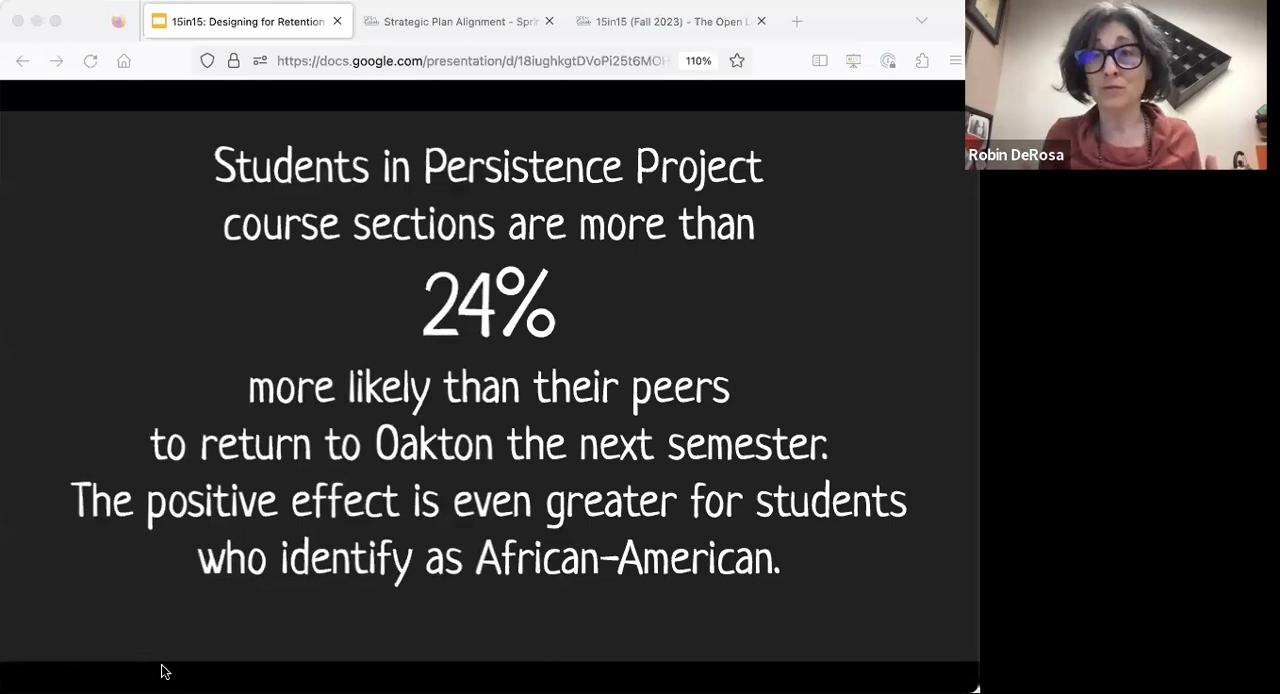 15in15: Designing for Retention
Strategic Plan Alignment - Spri
15in15 (Fall 2023) - The Open L
https://docs.google.com/presentation/d/18iughkgtDVoPi25t6MOH
110%
Robin DeRosa
Students in Persistence Project
course sections are more than
24%
more likely than their peers
to return to Oakton the next semester.
The positive effect is even greater for students
who identify as African-American.